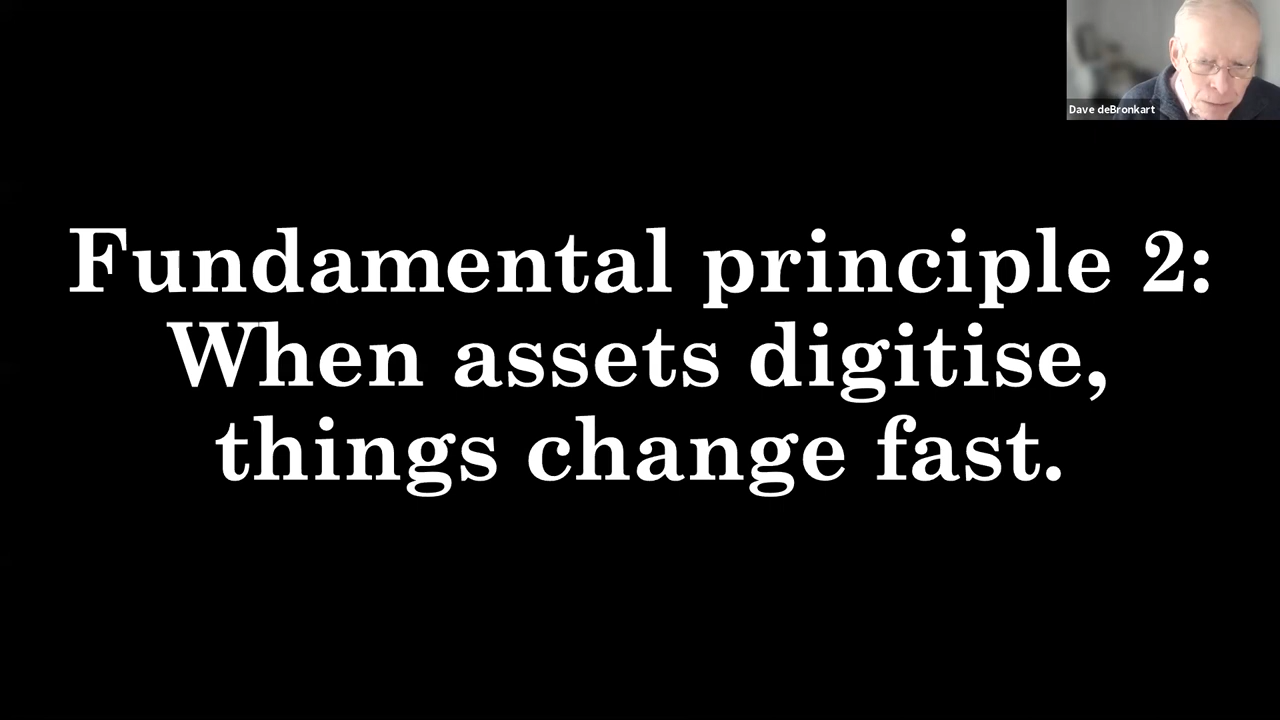 Dave deBronkart
Fundamental principle 2:
When assets digitise,
things change fast.